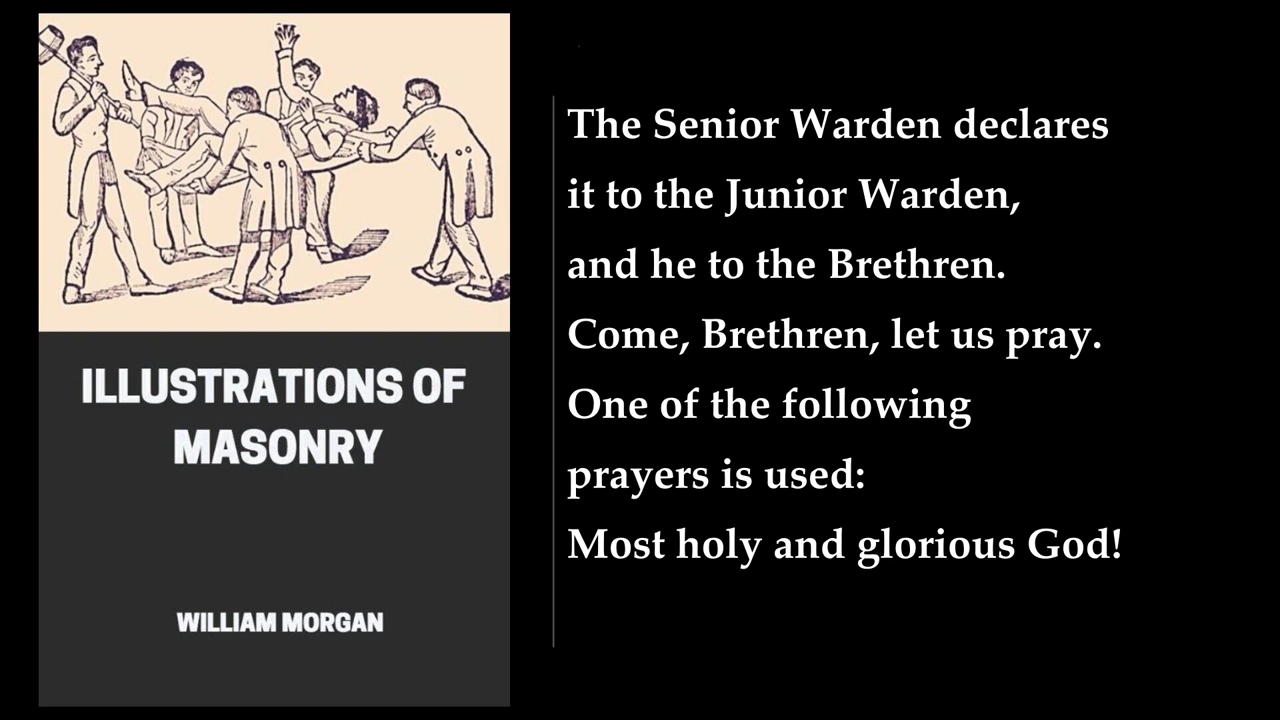 ILLUSTRATIONS OF
MASONRY
WILLIAM MORGAN
The Senior Warden declares
it to the Junior Warden,
and he to the Brethren.
Come, Brethren, let us pray.
One of the following
prayers is used:
Most holy and glorious God!